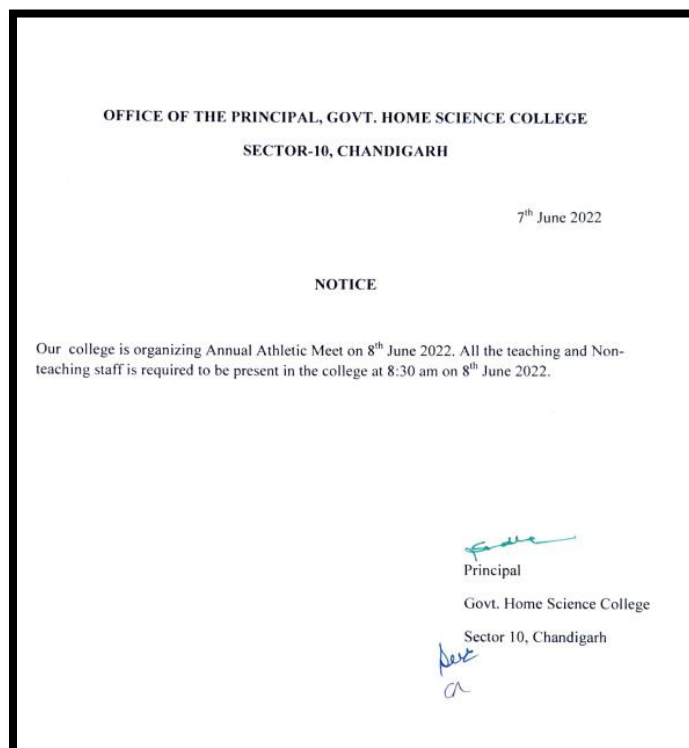 OFFICE OF THE PRINCIPAL, GOVT. HOME SCIENCE COLLEGE
SECTOR-10, CHANDIGARH
7th June 2022
NOTICE
Our college is organizing Annual Athletic Meet on 8th June 2022. All the teaching and Non-
teaching staff is required to be present in the college at 8:30 am on 8th June 2022.
Principal
Govt. Home Science College
Sector 10, Chandigarh